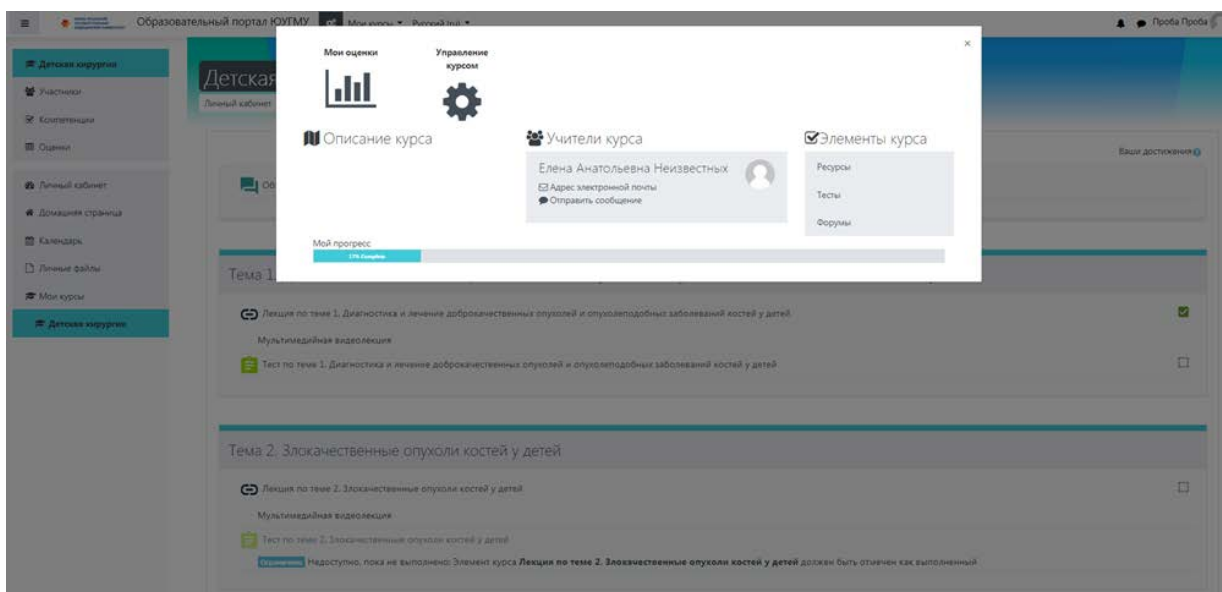 Образовательный портал ЮУГМУ
Мои курсы
Русский (ru)
Проба Проба
Детская хирургия
Участники
Компетенции
Оценки
Личный кабинет
Домашняя страница
Календарь
Личные файлы
Мои курсы
Детская хирургия
Детская
Личный кабинет
Мои оценки
Управление
курсом
×
Описание курса
Учители курса
Элементы курса
Елена Анатольевна Неизвестных
Адрес электронной почты
Отправить сообщение
Ресурсы
Тесты
Форумы
Мой прогресс
17% Complete
Ваши достижения
Об
Тема 1.
Лекция по теме 1. Диагностика и лечение доброкачественных опухолей и опухолеподобных заболеваний костей у детей
Мультимедийная видеолекция
Тест по теме 1. Диагностика и лечение доброкачественных опухолей и опухолеподобных заболеваний костей у детей
Тема 2. Злокачественные опухоли костей у детей
Лекция по теме 2. Злокачественные опухоли костей у детей
Мультимедийная видеолекция
Тест по теме 2. Злокачественные опухоли костей у детей
Ограничено Недоступно, пока не выполнено: Элемент курса Лекция по теме 2. Злокачественные опухоли костей у детей должен быть отмечен как выполненный